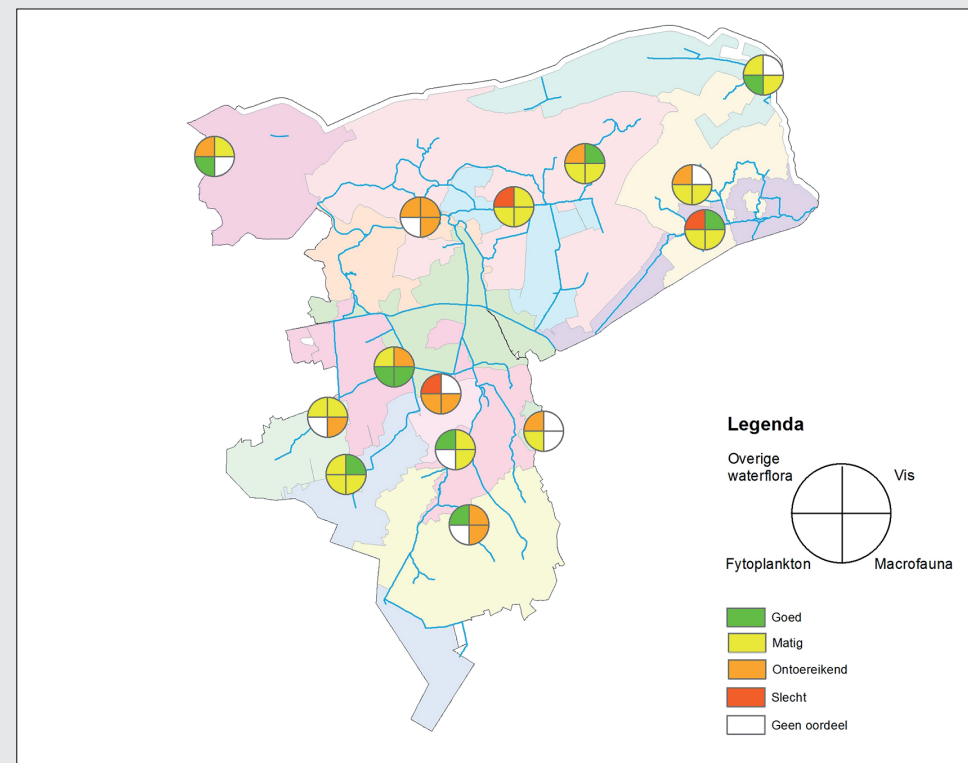 Legenda
Overige
waterflora
Vis
Fytoplankton
Macrofauna
Goed
Matig
Ontoereikend
Slecht
Geen oordeel